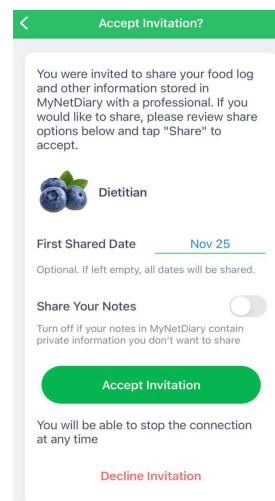 Accept Invitation?
You were invited to share your food log
and other information stored in
MyNetDiary with a professional. If you
would like to share, please review share
options below and tap "Share" to
accept.
Dietitian
First Shared Date Nov 25
Optional. If left empty, all dates will be shared.
Share Your Notes
Turn off if your notes in MyNetDiary contain
private information you don't want to share
Accept Invitation
You will be able to stop the connection
at any time
Decline Invitation